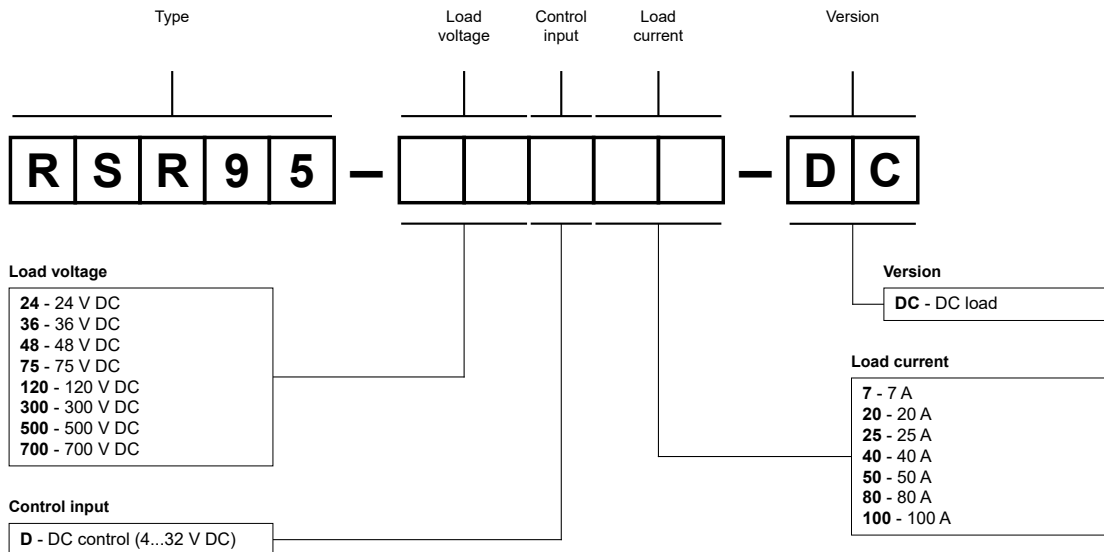 Type
Load
voltage
Control
input
Load
current
Version
RSR95 – – DC
Load voltage
24 - 24 V DC
36 - 36 V DC
48 - 48 V DC
75 - 75 V DC
120 - 120 V DC
300 - 300 V DC
500 - 500 V DC
700 - 700 V DC
Control input
D - DC control (4...32 V DC)
Version
DC - DC load
Load current
7 - 7 A
20 - 20 A
25 - 25 A
40 - 40 A
50 - 50 A
80 - 80 A
100 - 100 A